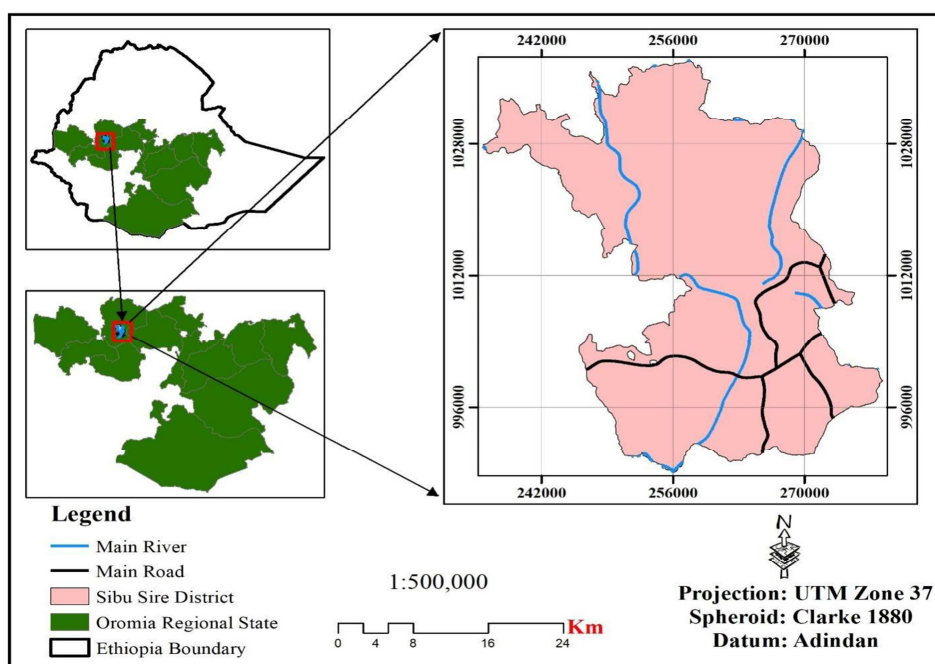 242000 256000 270000
1028000 1028000
1012000 1012000
996000 996000
242000 256000 270000
Legend
Main River
Main Road
Sibu Sire District
Oromia Regional State
Ethiopia Boundary
1:500,000
Km
0 4 8 16 24
N
Projection: UTM Zone 37
Spheroid: Clarke 1880
Datum: Adindan